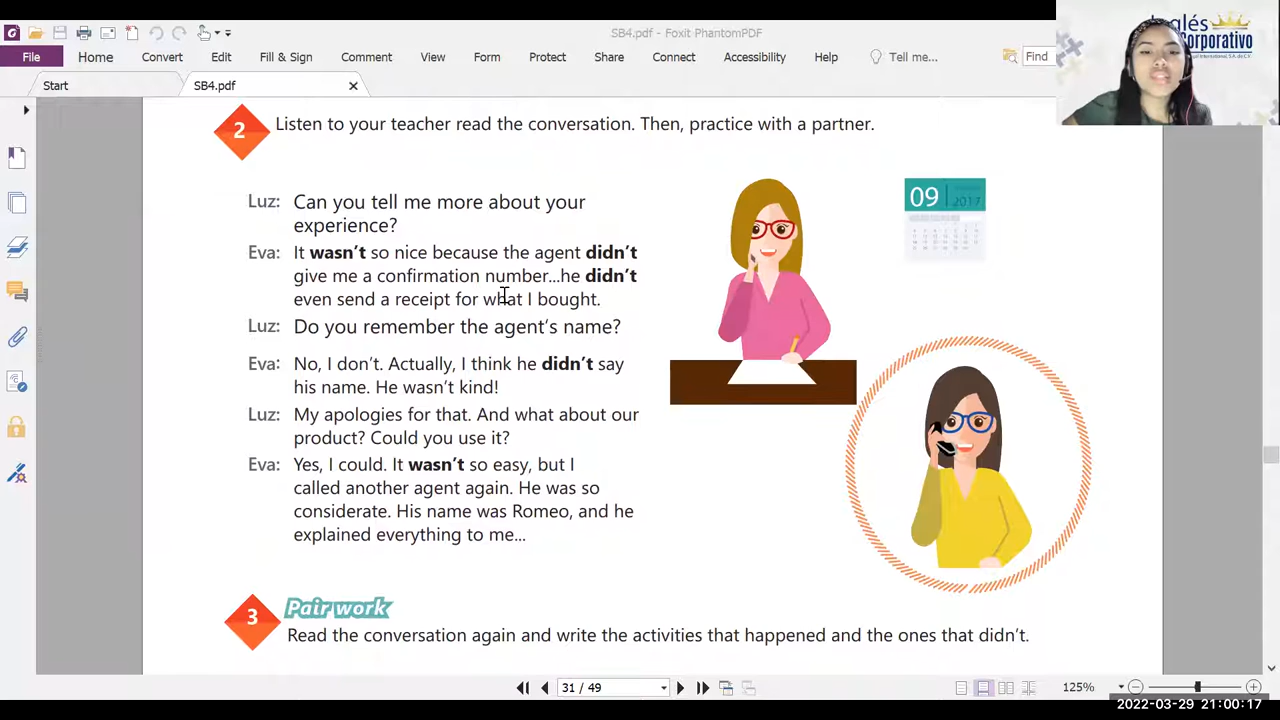 SB4.pdf - Foxit PhantomPDF
Inglés
Corporativo
File Home Convert Edit Fill & Sign Comment View Form Protect Share Connect Accessibility Help Tell me... Find
Start SB4.pdf
2 Listen to your teacher read the conversation. Then, practice with a partner.
Luz: Can you tell me more about your
experience?
Eva: It wasn't so nice because the agent didn't
give me a confirmation number...he didn't
even send a receipt for what I bought.
Luz: Do you remember the agent's name?
Eva: No, I don't. Actually, I think he didn't say
his name. He wasn't kind!
Luz: My apologies for that. And what about our
product? Could you use it?
Eva: Yes, I could. It wasn't so easy, but I
called another agent again. He was so
considerate. His name was Romeo, and he
explained everything to me...
09
2017
3 Pair work
Read the conversation again and write the activities that happened and the ones that didn't.
31 / 49
125%
2022-03-29 21:00:17